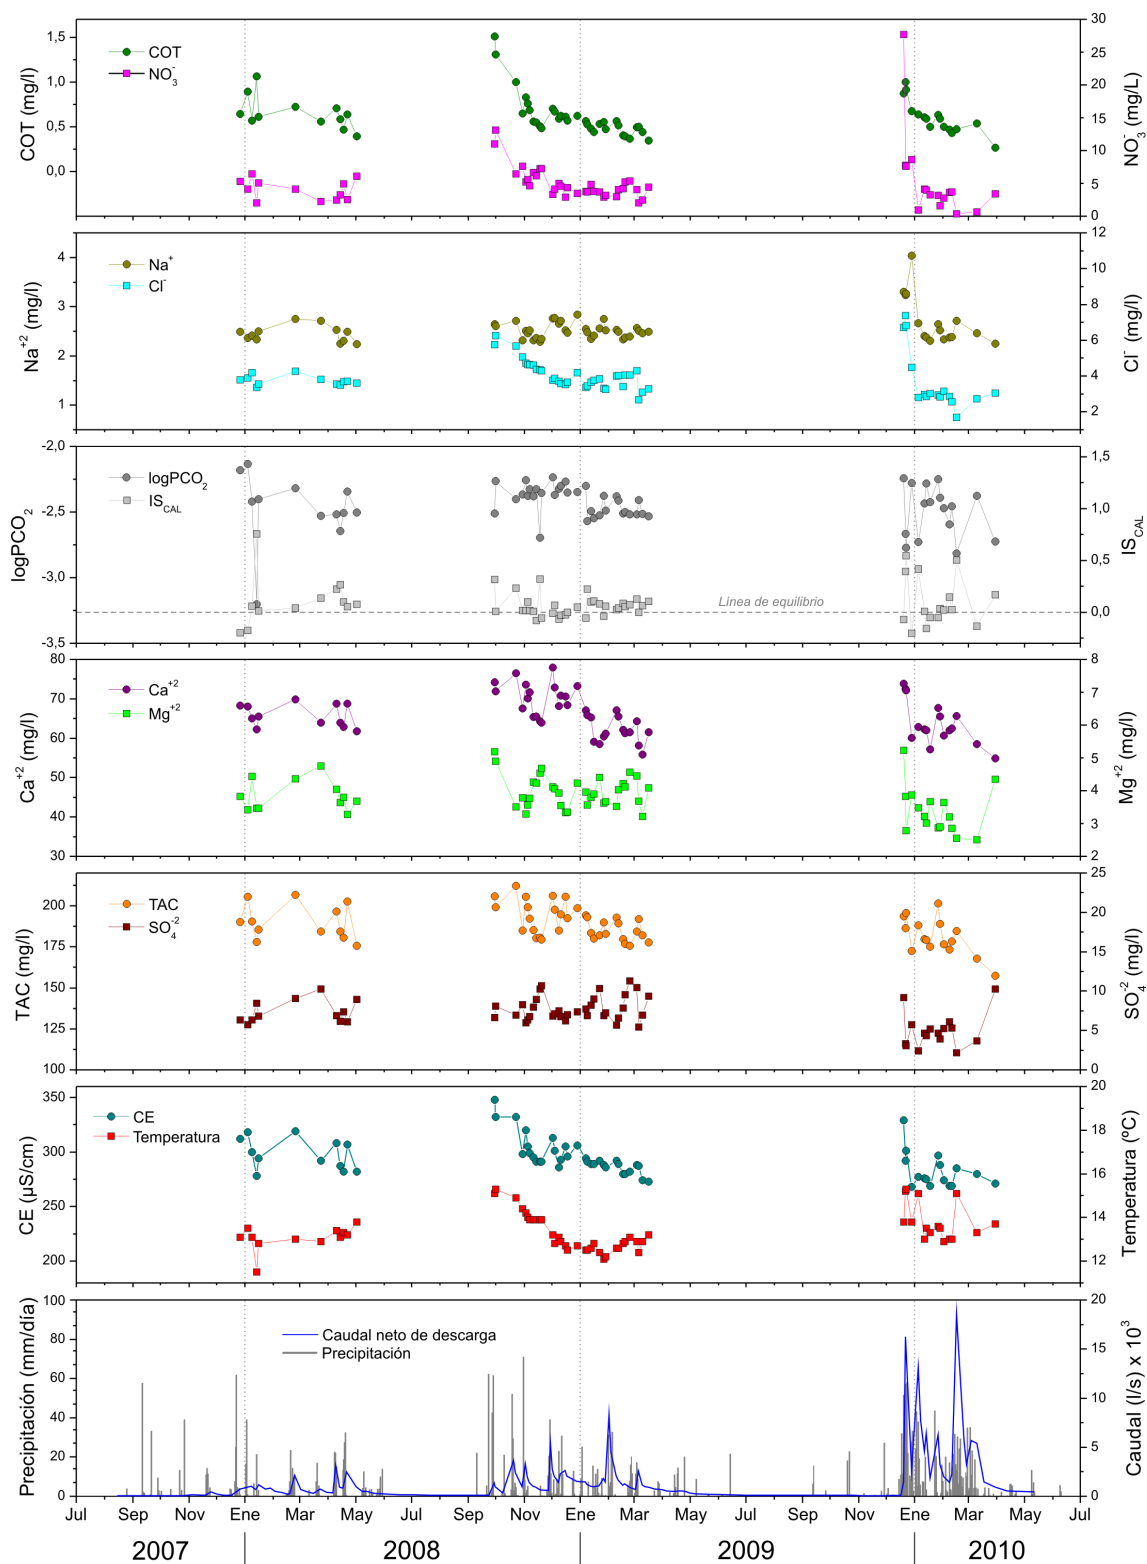 COT (mg/l)
1,5
1,0
0,5
0,0
COT
NO₃⁻
30
25
20
15
10
5
0
NO₃⁻ (mg/L)
Na⁺² (mg/l)
4
3
2
1
Na⁺
Cl⁻
12
10
8
6
4
2
Cl⁻ (mg/l)
logPCO₂
-2,0
-2,5
-3,0
-3,5
logPCO₂
IS_CAL
Línea de equilibrio
1,5
1,0
0,5
0,0
IS_CAL
Ca⁺² (mg/l)
80
70
60
50
40
30
Ca⁺²
Mg⁺²
8
7
6
5
4
3
2
Mg⁺² (mg/l)
TAC (mg/l)
200
175
150
125
100
TAC
SO₄⁻²
25
20
15
10
5
0
SO₄⁻² (mg/l)
CE (µS/cm)
350
300
250
200
CE
Temperatura
20
19
18
16
15
14
12
Temperatura (ºC)
Precipitación (mm/día)
100
80
60
40
20
0
Caudal neto de descarga
Precipitación
20
15
10
5
0
Caudal (l/s) x 10³
Jul Sep Nov Ene Mar May Jul Sep Nov Ene Mar May Jul Sep Nov Ene Mar May Jul
2007 2008 2009 2010